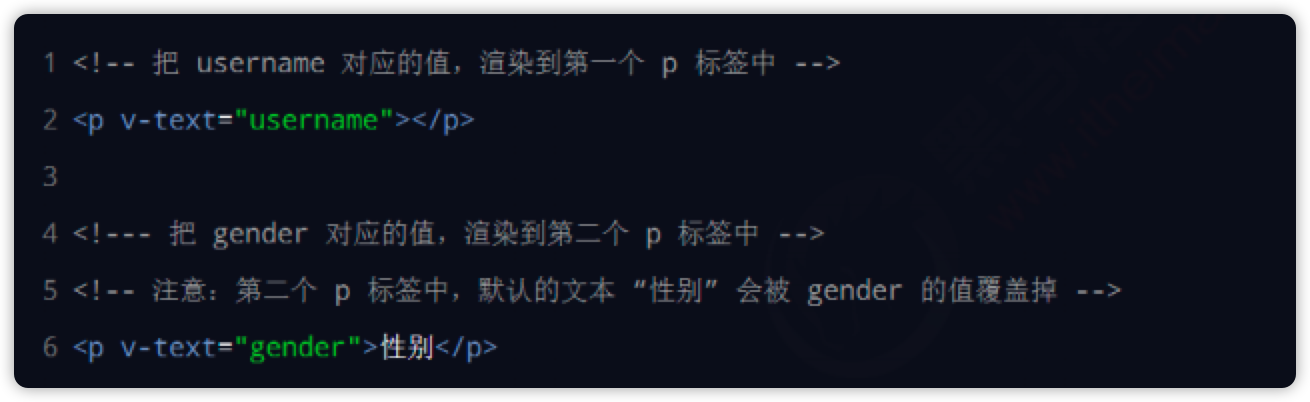 1 <!-- 把 username 对应的值，渲染到第一个 p 标签中 -->
2 <p v-text="username"></p>
3
4 <!--- 把 gender 对应的值，渲染到第二个 p 标签中 -->
5 <!-- 注意：第二个 p 标签中，默认的文本 “性别” 会被 gender 的值覆盖掉 -->
6 <p v-text="gender">性别</p>